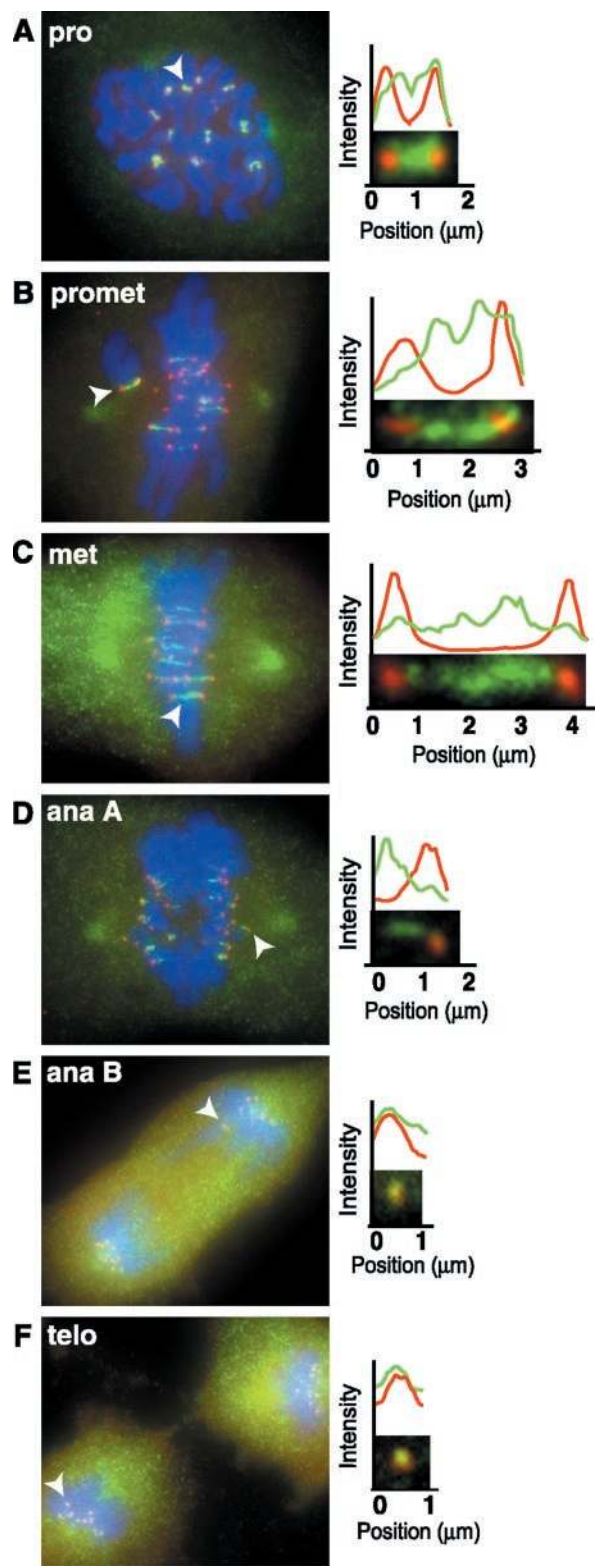 A pro
Intensity
0 1 2
Position (μm)
B promet
Intensity
0 1 2 3
Position (μm)
C met
Intensity
0 1 2 3 4
Position (μm)
D ana A
Intensity
0 1 2
Position (μm)
E ana B
Intensity
0 1
Position (μm)
F telo
Intensity
0 1
Position (μm)